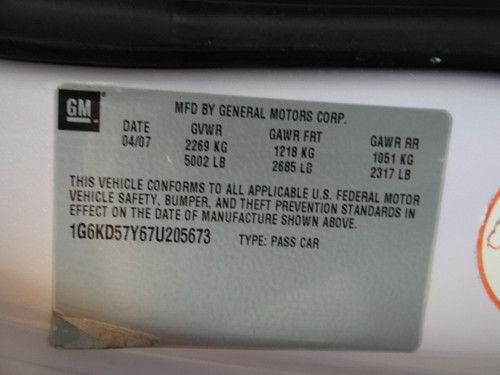 GM
MFD BY GENERAL MOTORS CORP.
DATE GVWR GAWR FRT GAWR RR
04/07 2269 KG 1218 KG 1051 KG
5002 LB 2685 LB 2317 LB
THIS VEHICLE CONFORMS TO ALL APPLICABLE U.S. FEDERAL MOTOR
VEHICLE SAFETY, BUMPER, AND THEFT PREVENTION STANDARDS IN
EFFECT ON THE DATE OF MANUFACTURE SHOWN ABOVE.
1G6KD57Y67U205673 TYPE: PASS CAR